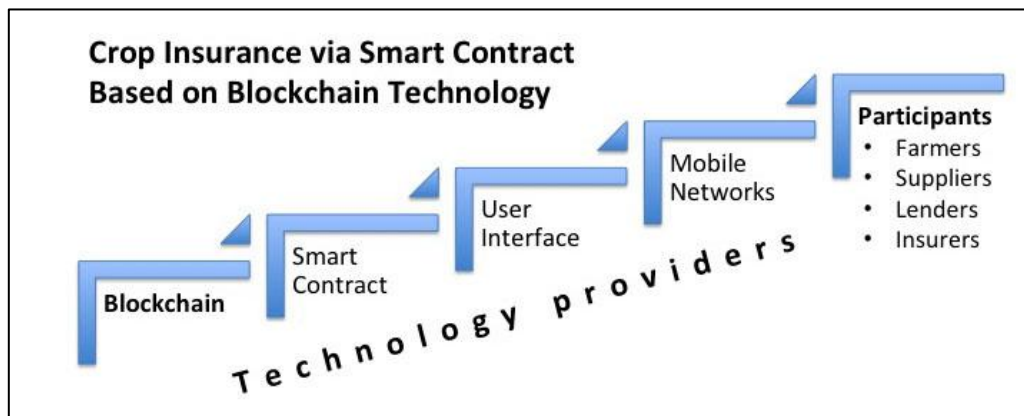 Crop Insurance via Smart Contract
Based on Blockchain Technology
Blockchain
Smart
Contract
User
Interface
Mobile
Networks
Participants
• Farmers
• Suppliers
• Lenders
• Insurers
Technology providers